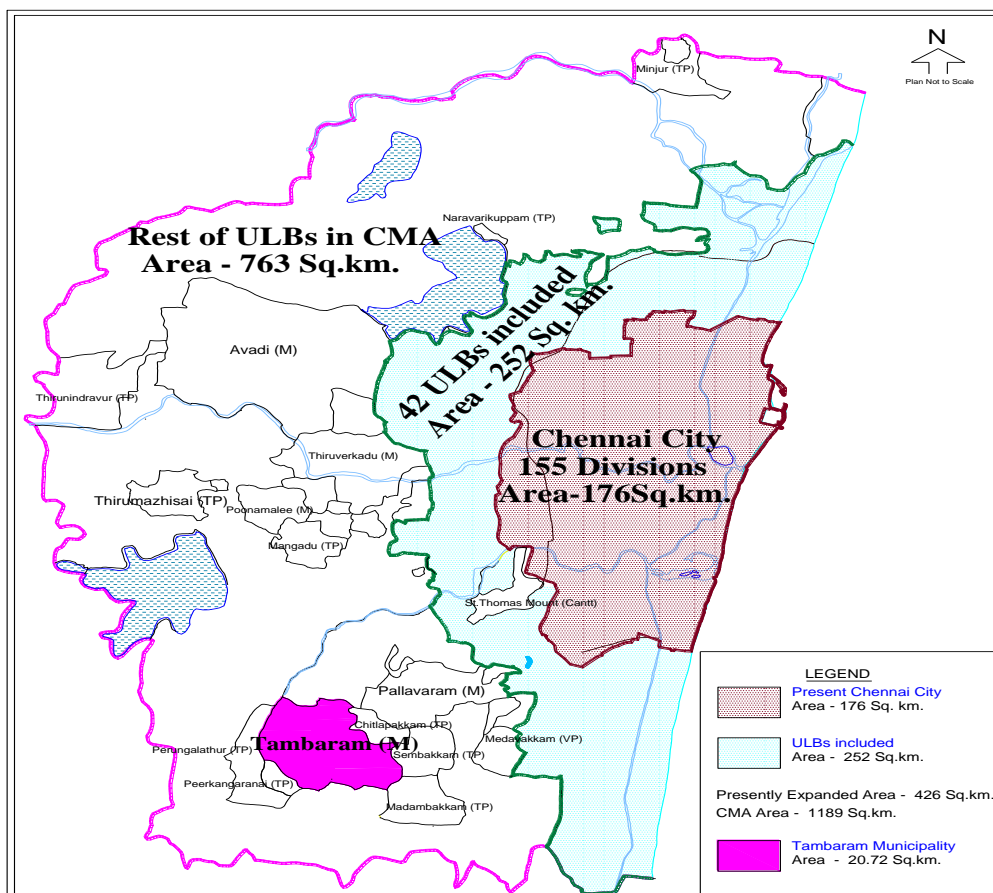 N
Plan Not to Scale
Minjur (TP)
Naravarikuppam (TP)
Rest of ULBs in CMA
Area - 763 Sq.km.
42 ULBs included
Area - 252 Sq. km.
Avadi (M)
Thirunindravur (TP)
Thiruverkadu (M)
Chennai City
155 Divisions
Area-176Sq.km.
Thirumazhisai (TP)
Poonamalee (M)
Mangadu (TP)
St.Thomas Mount (Cantt)
Pallavaram (M)
Chitlapakkam (TP)
Medavakkam (VP)
Perungalathur (TP)
Tambaram (M)
Sembakkam (TP)
Peerkangaranai (TP)
Madambakkam (TP)
LEGEND
Present Chennai City
Area - 176 Sq. km.
ULBs included
Area - 252 Sq.km.
Presently Expanded Area - 426 Sq.km.
CMA Area - 1189 Sq.km.
Tambaram Municipality
Area - 20.72 Sq.km.